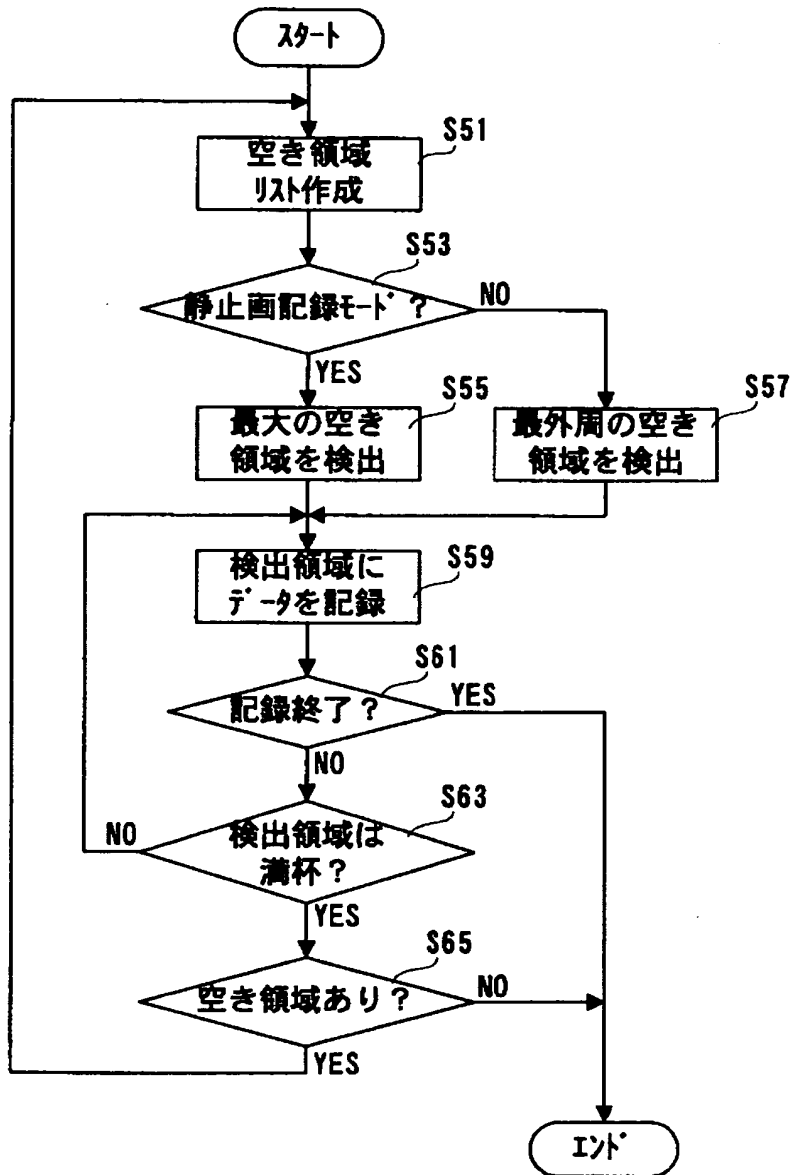 スタート
S51
空き領域
リスト作成
S53
静止画記録モード?
NO
YES
S55
最大の空き
領域を検出
S57
最外周の空き
領域を検出
S59
検出領域に
データを記録
S61
記録終了?
YES
NO
S63
検出領域は
満杯?
NO
YES
S65
空き領域あり?
NO
YES
エンド